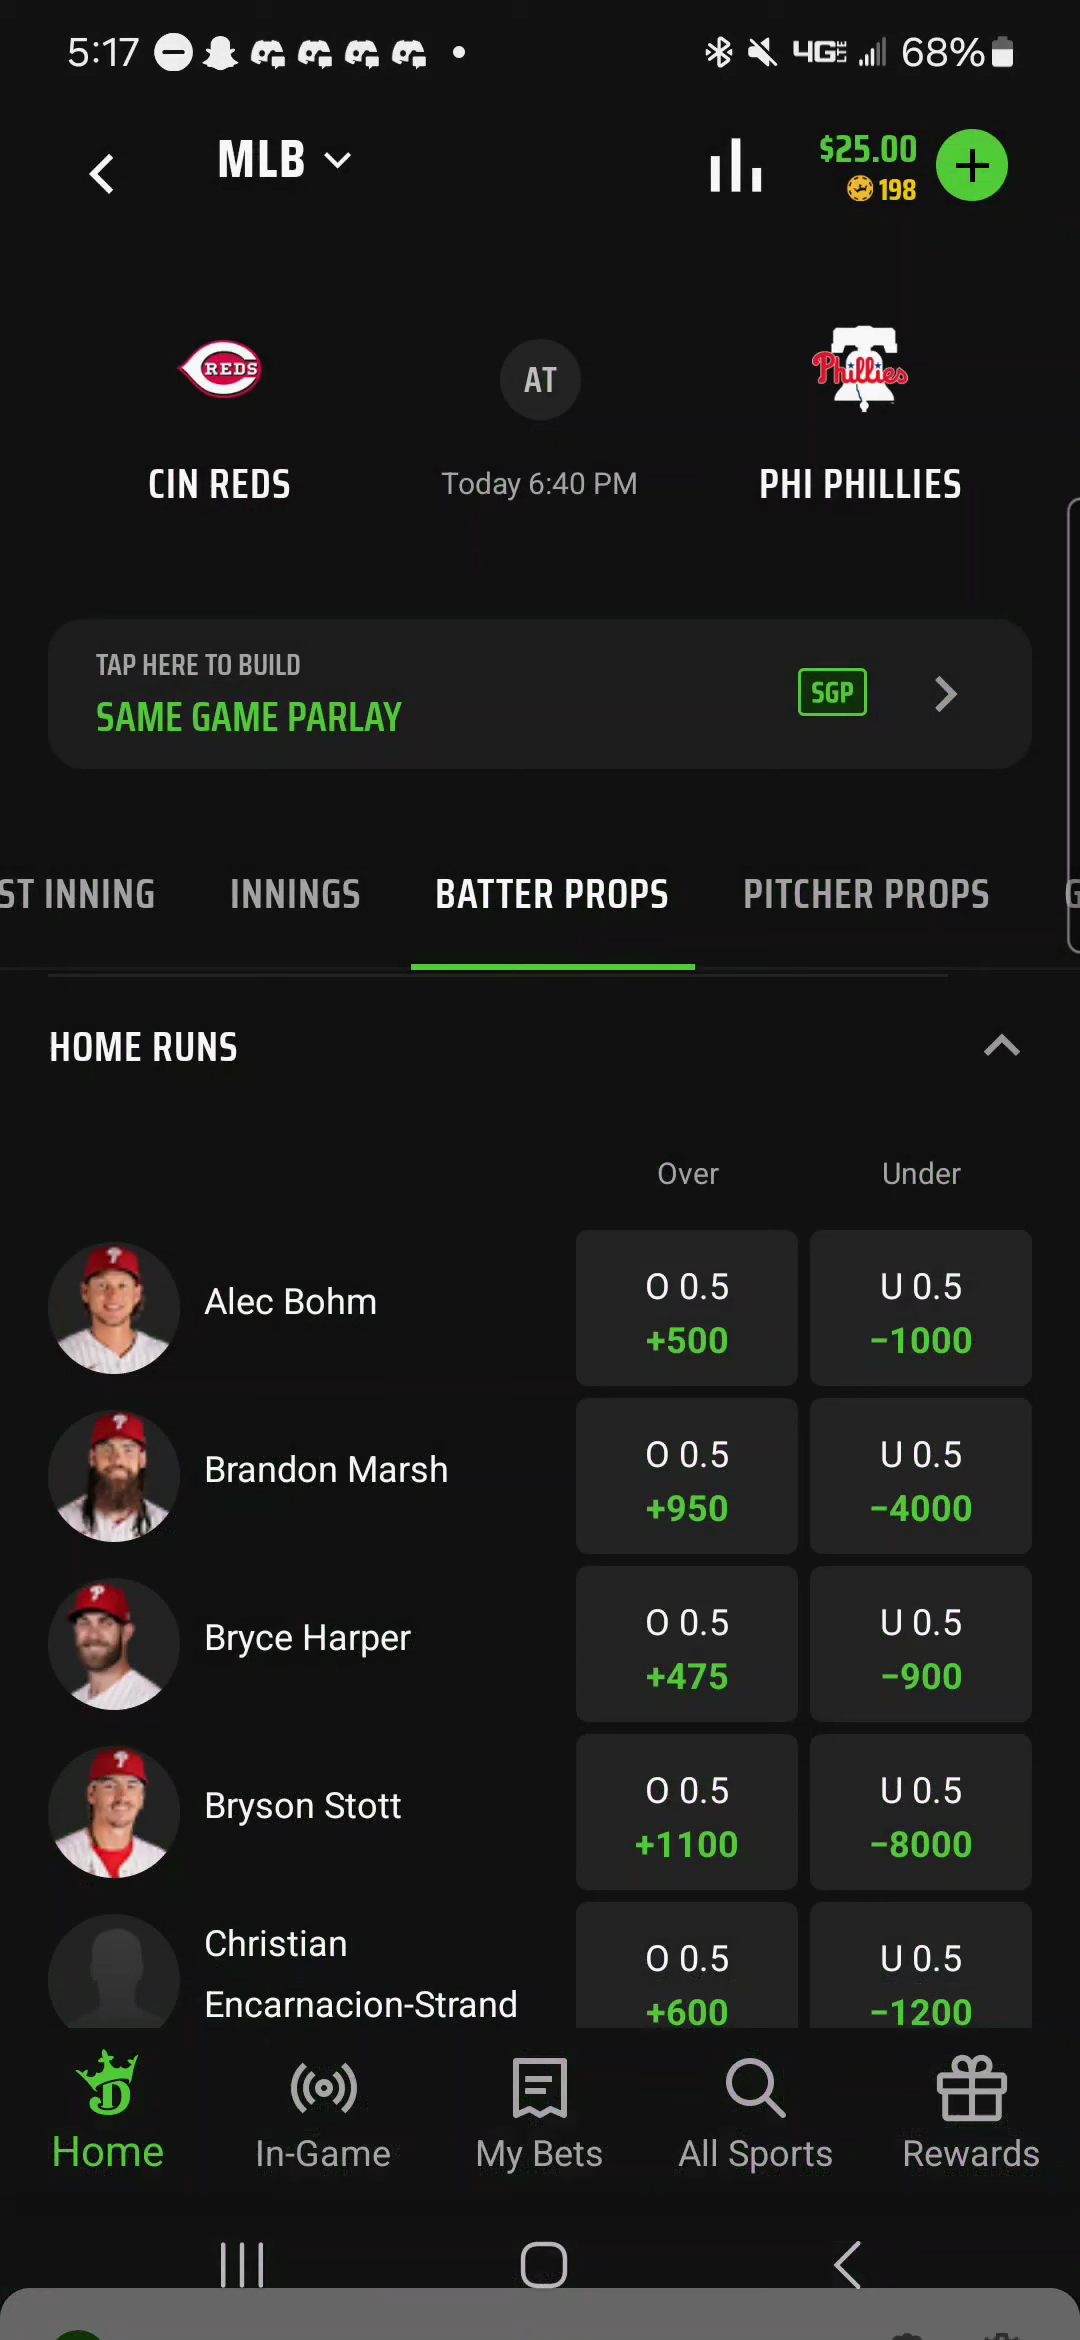 5:17
4G LTE 68%
MLB
$25.00
198
REDS
AT
Phillies
CIN REDS
Today 6:40 PM
PHI PHILLIES
TAP HERE TO BUILD
SAME GAME PARLAY
SGP
ST INNING INNINGS BATTER PROPS PITCHER PROPS G
HOME RUNS
Over Under
Alec Bohm
O 0.5 U 0.5
+500 −1000
Brandon Marsh
O 0.5 U 0.5
+950 −4000
Bryce Harper
O 0.5 U 0.5
+475 −900
Bryson Stott
O 0.5 U 0.5
+1100 −8000
Christian
Encarnacion-Strand
O 0.5 U 0.5
+600 −1200
Home In-Game My Bets All Sports Rewards